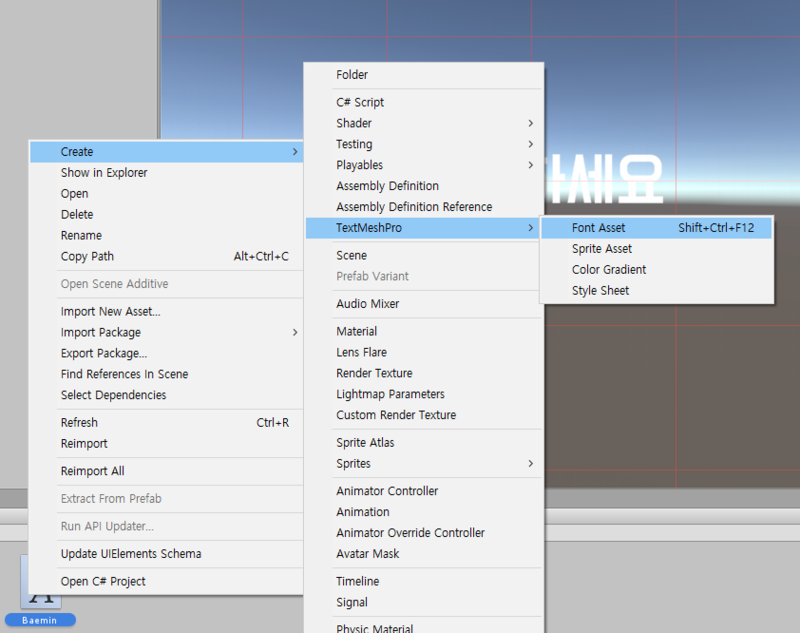 Create
Show in Explorer
Open
Delete
Rename
Copy Path Alt+Ctrl+C
Open Scene Additive
Import New Asset...
Import Package
Export Package...
Find References In Scene
Select Dependencies
Refresh Ctrl+R
Reimport
Reimport All
Extract From Prefab
Run API Updater...
Update UIElements Schema
Open C# Project
Baemin
Folder
C# Script
Shader
Testing
Playables
Assembly Definition
Assembly Definition Reference
TextMeshPro
Scene
Prefab Variant
Audio Mixer
Material
Lens Flare
Render Texture
Lightmap Parameters
Custom Render Texture
Sprite Atlas
Sprites
Animator Controller
Animation
Animator Override Controller
Avatar Mask
Timeline
Signal
Physic Material
세요
Font Asset Shift+Ctrl+F12
Sprite Asset
Color Gradient
Style Sheet